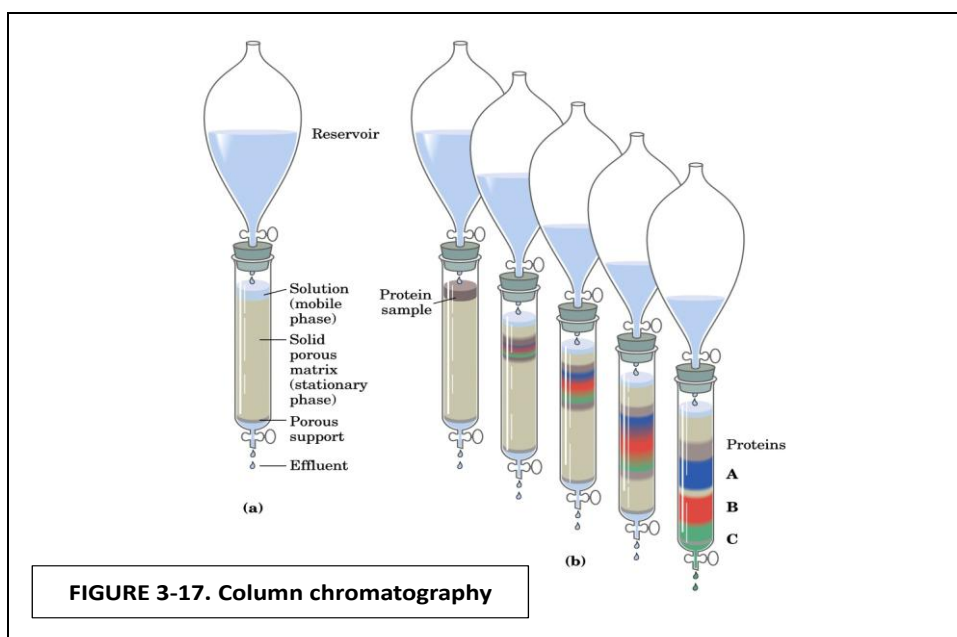 Reservoir
Solution
(mobile
phase)
Solid
porous
matrix
(stationary
phase)
Porous
support
Effluent
(a)
Protein
sample
Proteins
A
B
C
(b)
FIGURE 3-17. Column chromatography